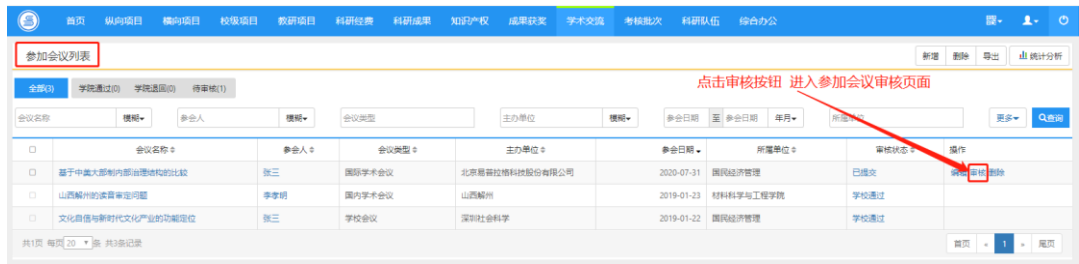 首页 纵向项目 横向项目 校级项目 教研项目 科研经费 科研成果 知识产权 成果获奖 学术交流 考核批次 科研队伍 综合办公
参加会议列表 新增 删除 导出 统计分析
点击审核按钮 进入参加会议审核页面
全部(3) 学院通过(0) 学院退回(0) 待审核(1)
会议名称 模糊 参会人 模糊 会议类型 主办单位 模糊 参会日期 至 参会日期 年月 所属单位 更多 查询
会议名称 参会人 会议类型 主办单位 参会日期 所属单位 审核状态 操作
基于中美大部制内部治理结构的比较 张三 国际学术会议 北京易普拉格科技股份有限公司 2020-07-31 国民经济管理 已提交 编辑 审核 删除
山西解州的读音审定问题 李孝明 国内学术会议 山西解州 2019-01-23 材料科学与工程学院 学校通过
文化自信与新时代文化产业的功能定位 张三 学校会议 深圳社会科学 2019-01-22 国民经济管理 学校通过
共1页 每页 20 条 共3条记录 首页 « 1 » 尾页